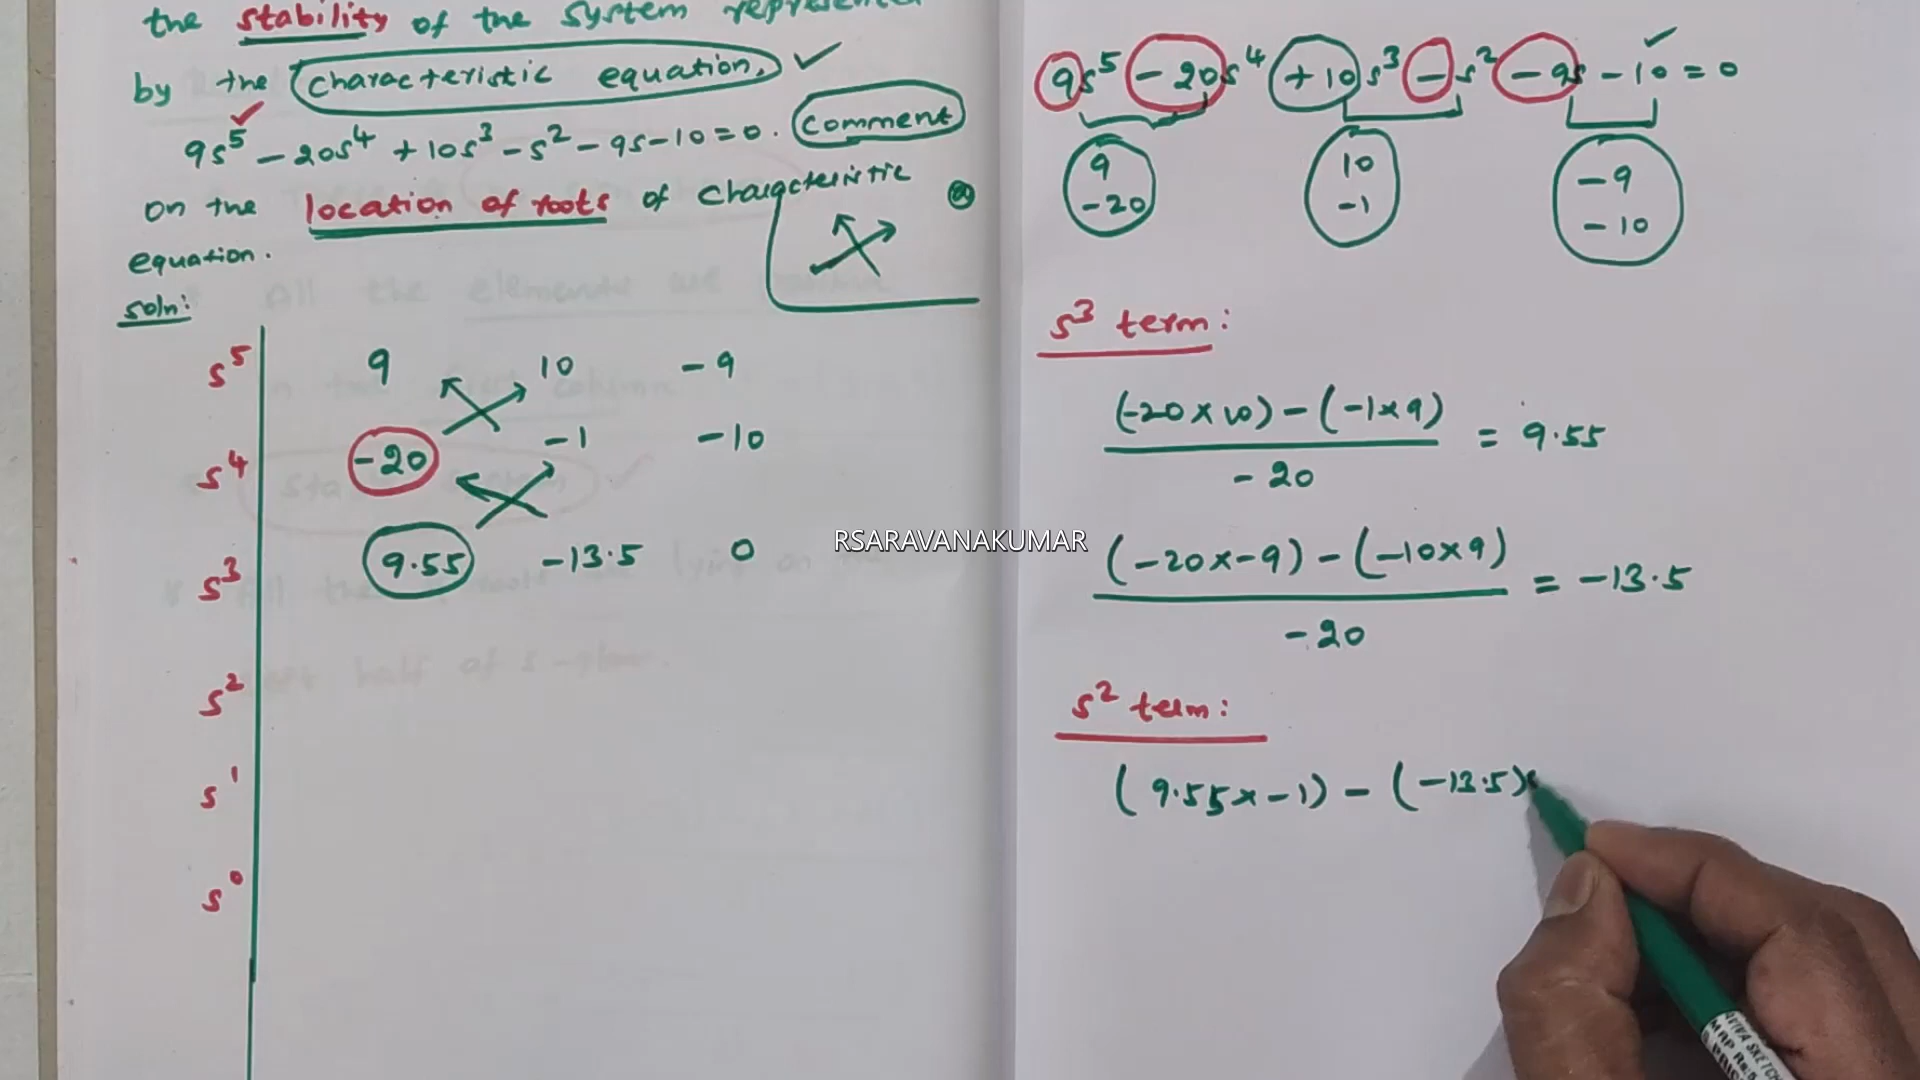 the stability of the system represented
by the characteristic equation,
9s⁵ - 20s⁴ + 10s³ - s² - 9s - 10 = 0. Comment
on the location of roots of characteristic
equation.
soln:
s⁵ 9 10 -9
s⁴ -20 -1 -10
s³ 9.55 -13.5 0
s²
s¹
s⁰
RSARAVANAKUMAR
9s⁵ - 20s⁴ + 10s³ - s² - 9s - 10 = 0
9 10 -9
-20 -1 -10
s³ term:
(-20×10) - (-1×9)
-20
= 9.55
(-20×-9) - (-10×9)
-20
= -13.5
s² term:
(9.55×-1) - (-13.5)